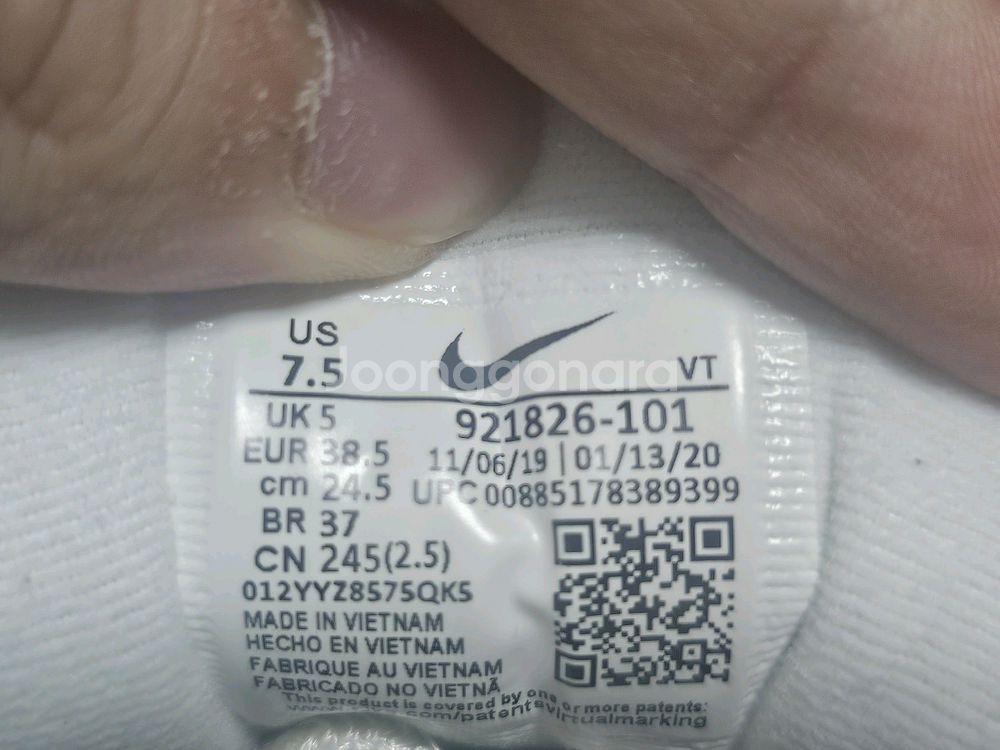 US
7.5
VT
Joonggonara
UK 5
921826-101
EUR 38.5
11/06/19 | 01/13/20
cm 24.5
UPC 00885178389399
BR 37
CN 245(2.5)
012YYZ8575QK5
MADE IN VIETNAM
HECHO EN VIETNAM
FABRIQUE AU VIETNAM
FABRICADO NO VIETNÃ
This product is covered by one or more patents:
.com/patentsvirtualmarking